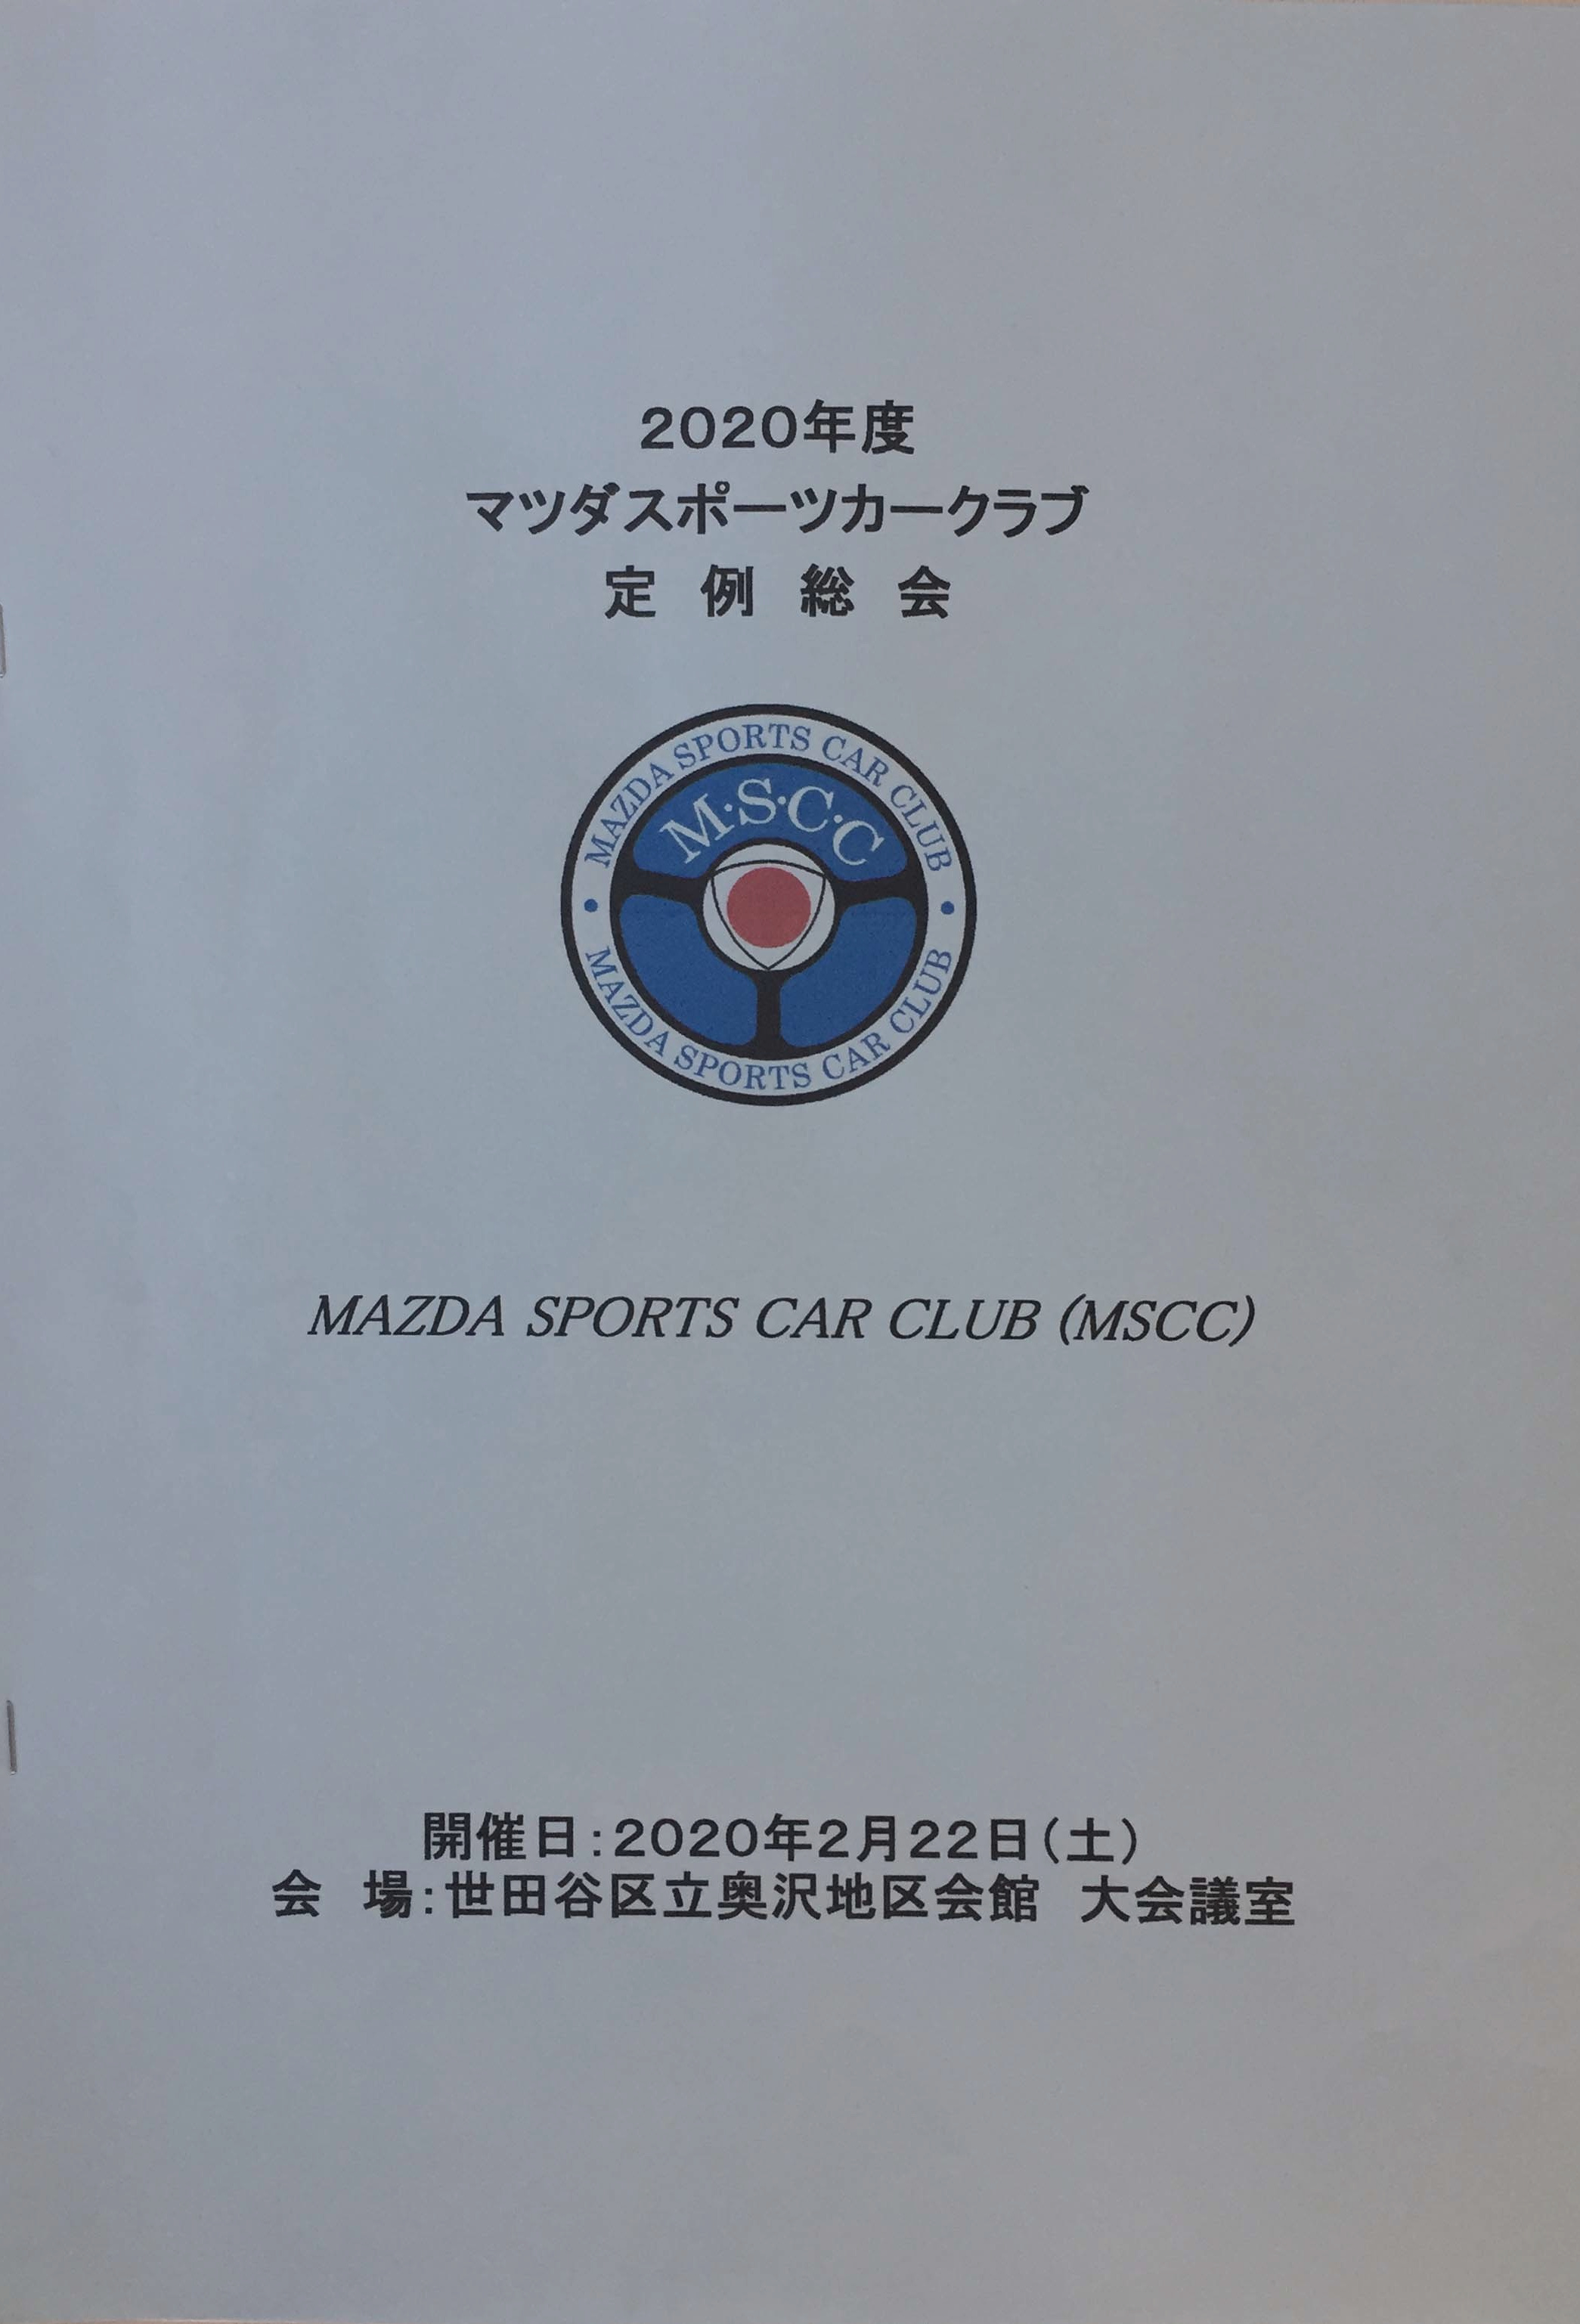 2020年度
マツダスポーツカークラブ
定 例 総 会
MAZDA SPORTS CAR CLUB
M·S·C·C
MAZDA SPORTS CAR CLUB
MAZDA SPORTS CAR CLUB (MSCC)
開催日:2020年2月22日(土)
会 場:世田谷区立奥沢地区会館 大会議室